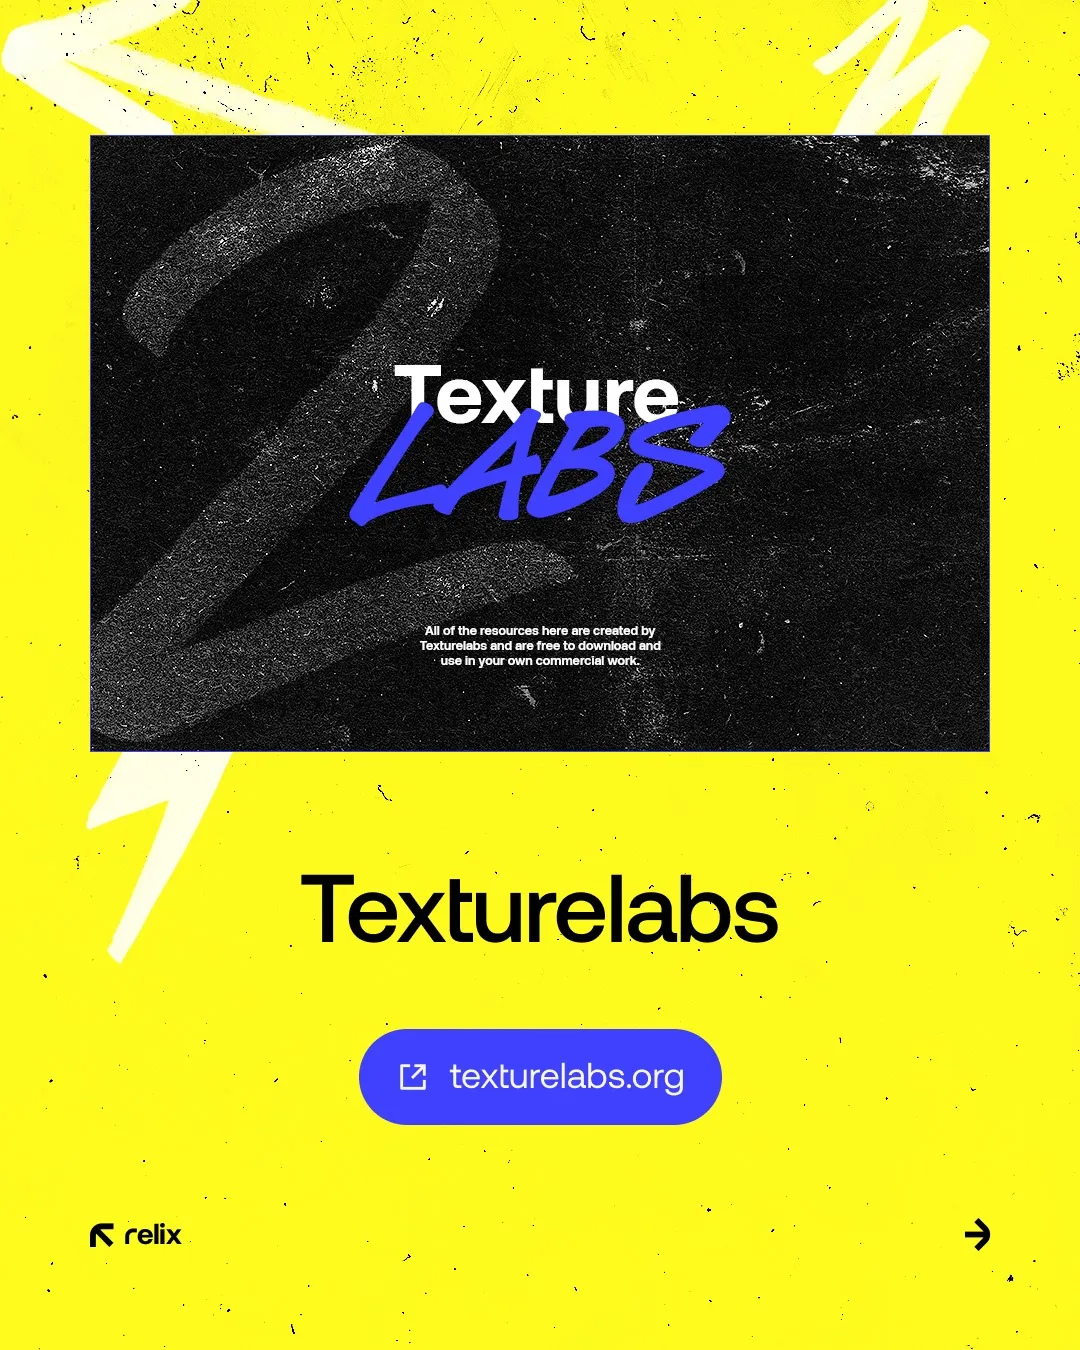 2
Texture
LABS
All of the resources here are created by
Texturelabs and are free to download and
use in your own commercial work.
Texturelabs
texturelabs.org
relix